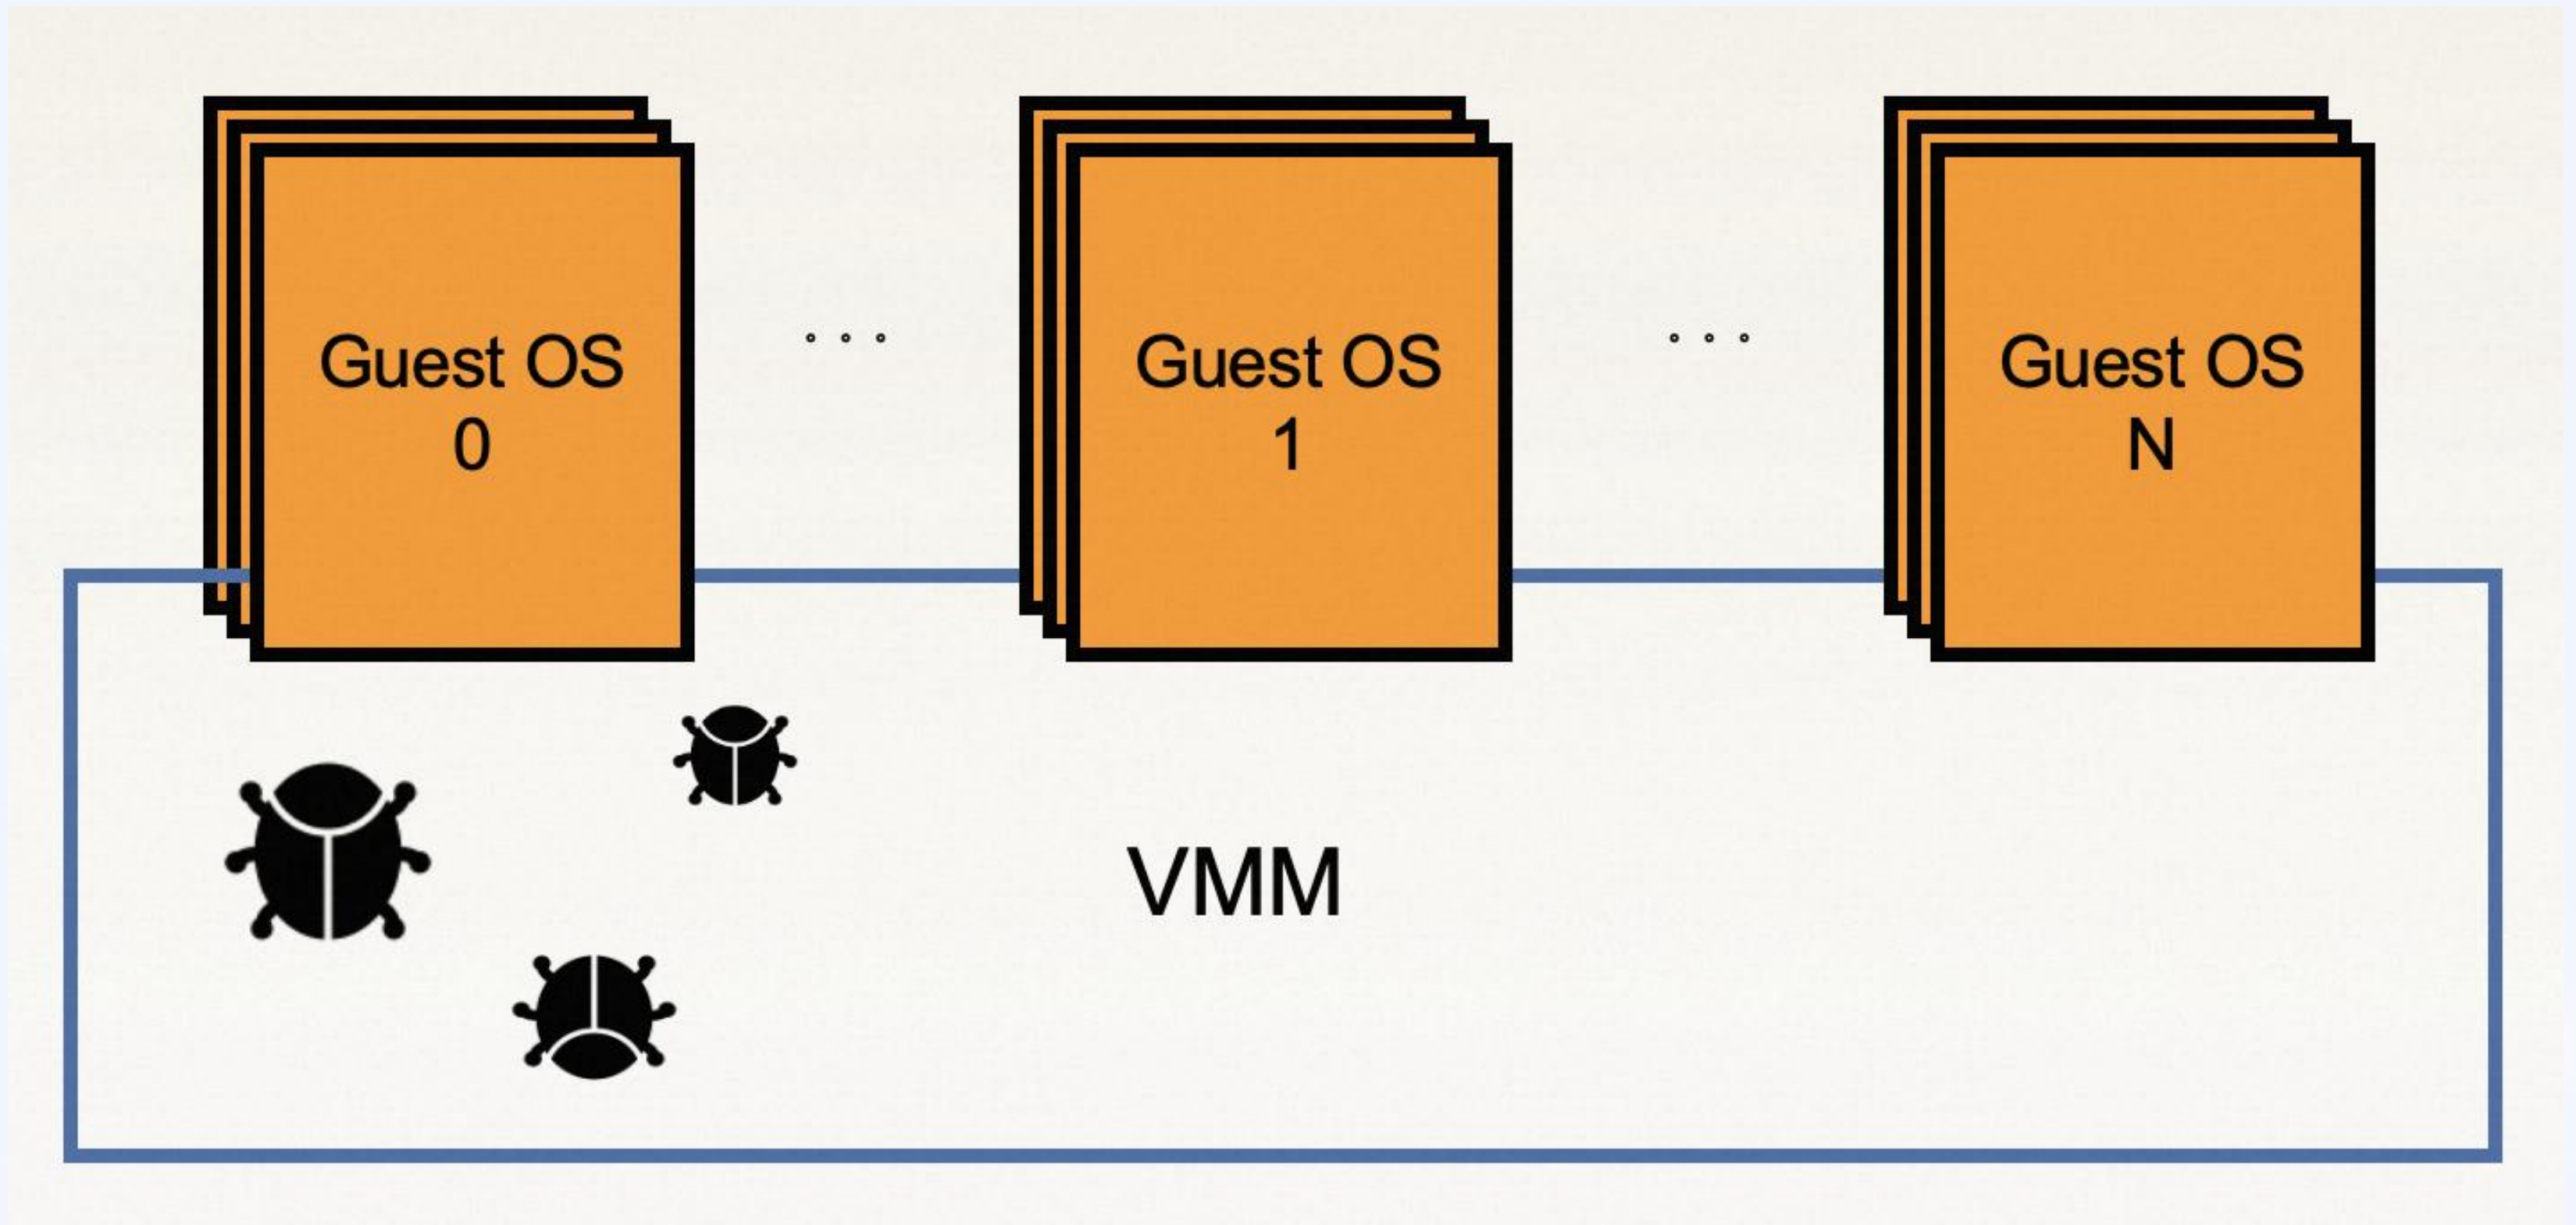 Guest OS
0
. . .
Guest OS
1
. . .
Guest OS
N
VMM